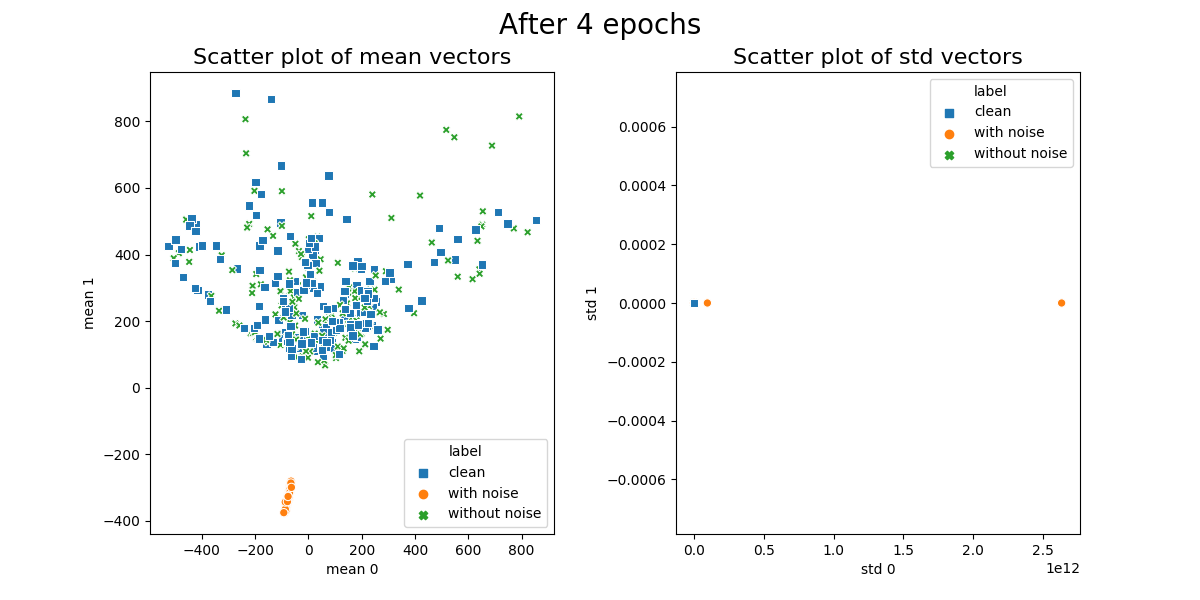 After 4 epochs
Scatter plot of mean vectors
800
600
400
200
0
−200
−400
mean 1
−400 −200 0 200 400 600 800
mean 0
label
clean
with noise
without noise
Scatter plot of std vectors
0.0006
0.0004
0.0002
0.0000
−0.0002
−0.0004
−0.0006
std 1
0.0 0.5 1.0 1.5 2.0 2.5
1e12
std 0
label
clean
with noise
without noise